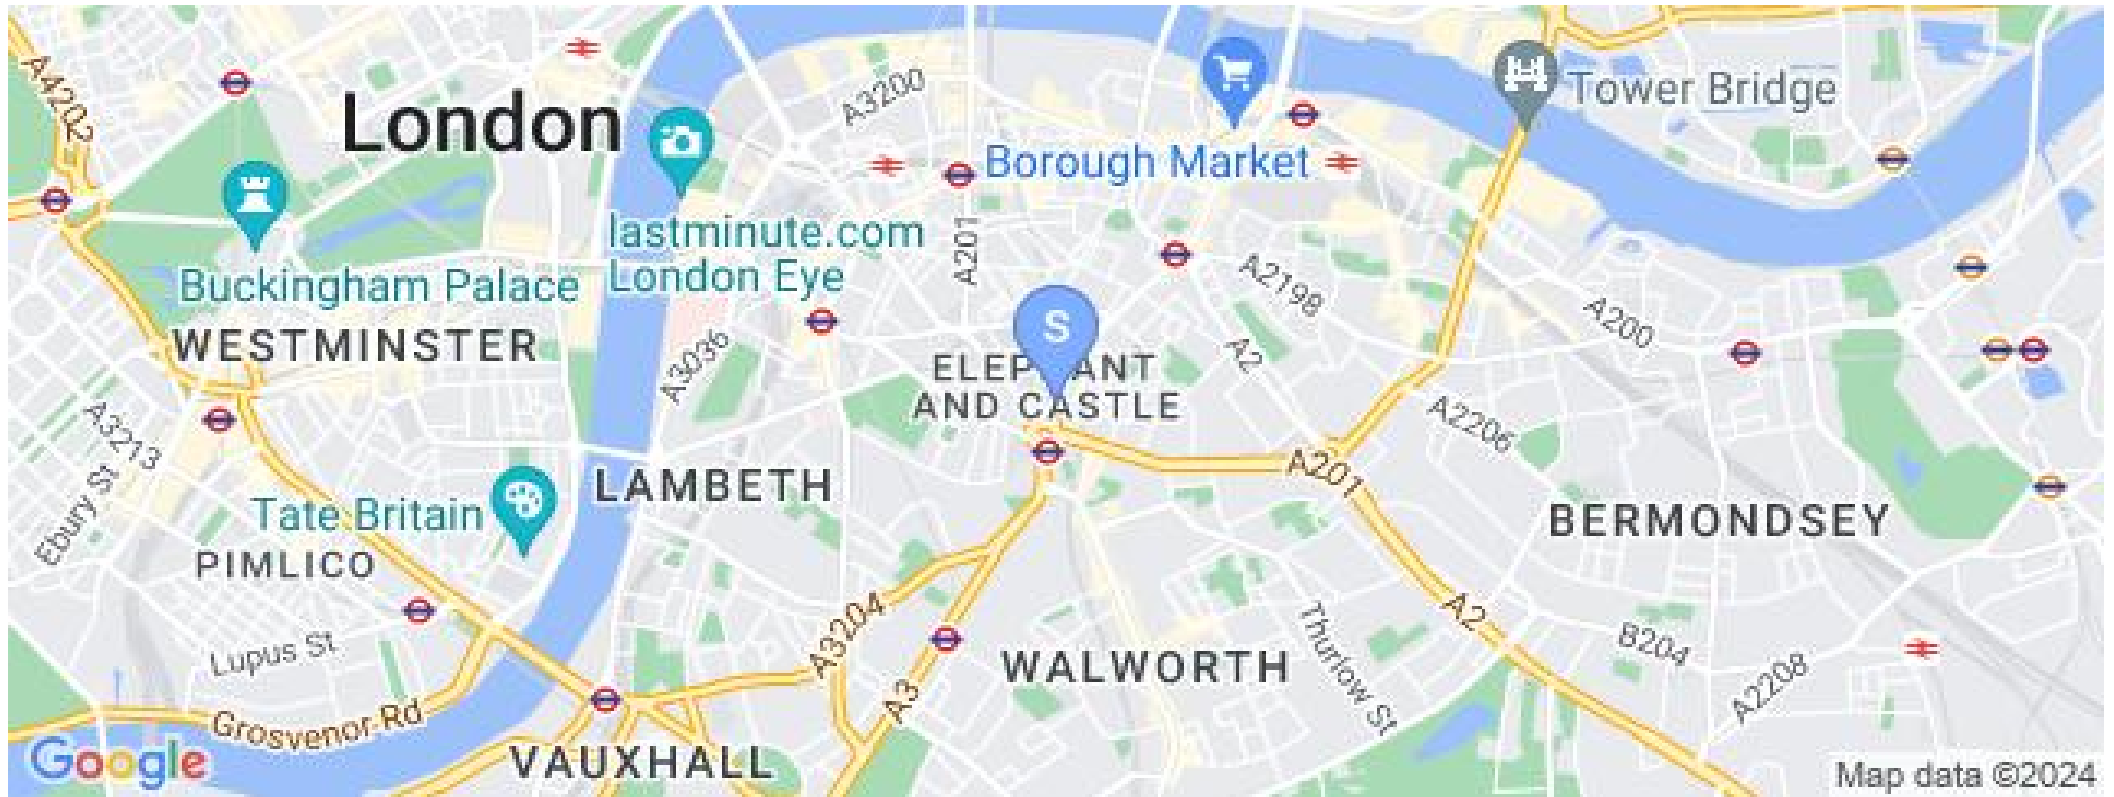 A4202
London
A3200
Tower Bridge
Borough Market
lastminute.com
London Eye
A201
Buckingham Palace
A2198
A200
S
WESTMINSTER
A3036
A2
ELEPHANT
AND CASTLE
A3213
A2206
Ebury St
LAMBETH
A201
Tate Britain
BERMONDSEY
PIMLICO
A3204
A2
Lupus St
Thurlow St
B204
WALWORTH
A3
A2208
Grosvenor Rd
VAUXHALL
Google
Map data ©2024